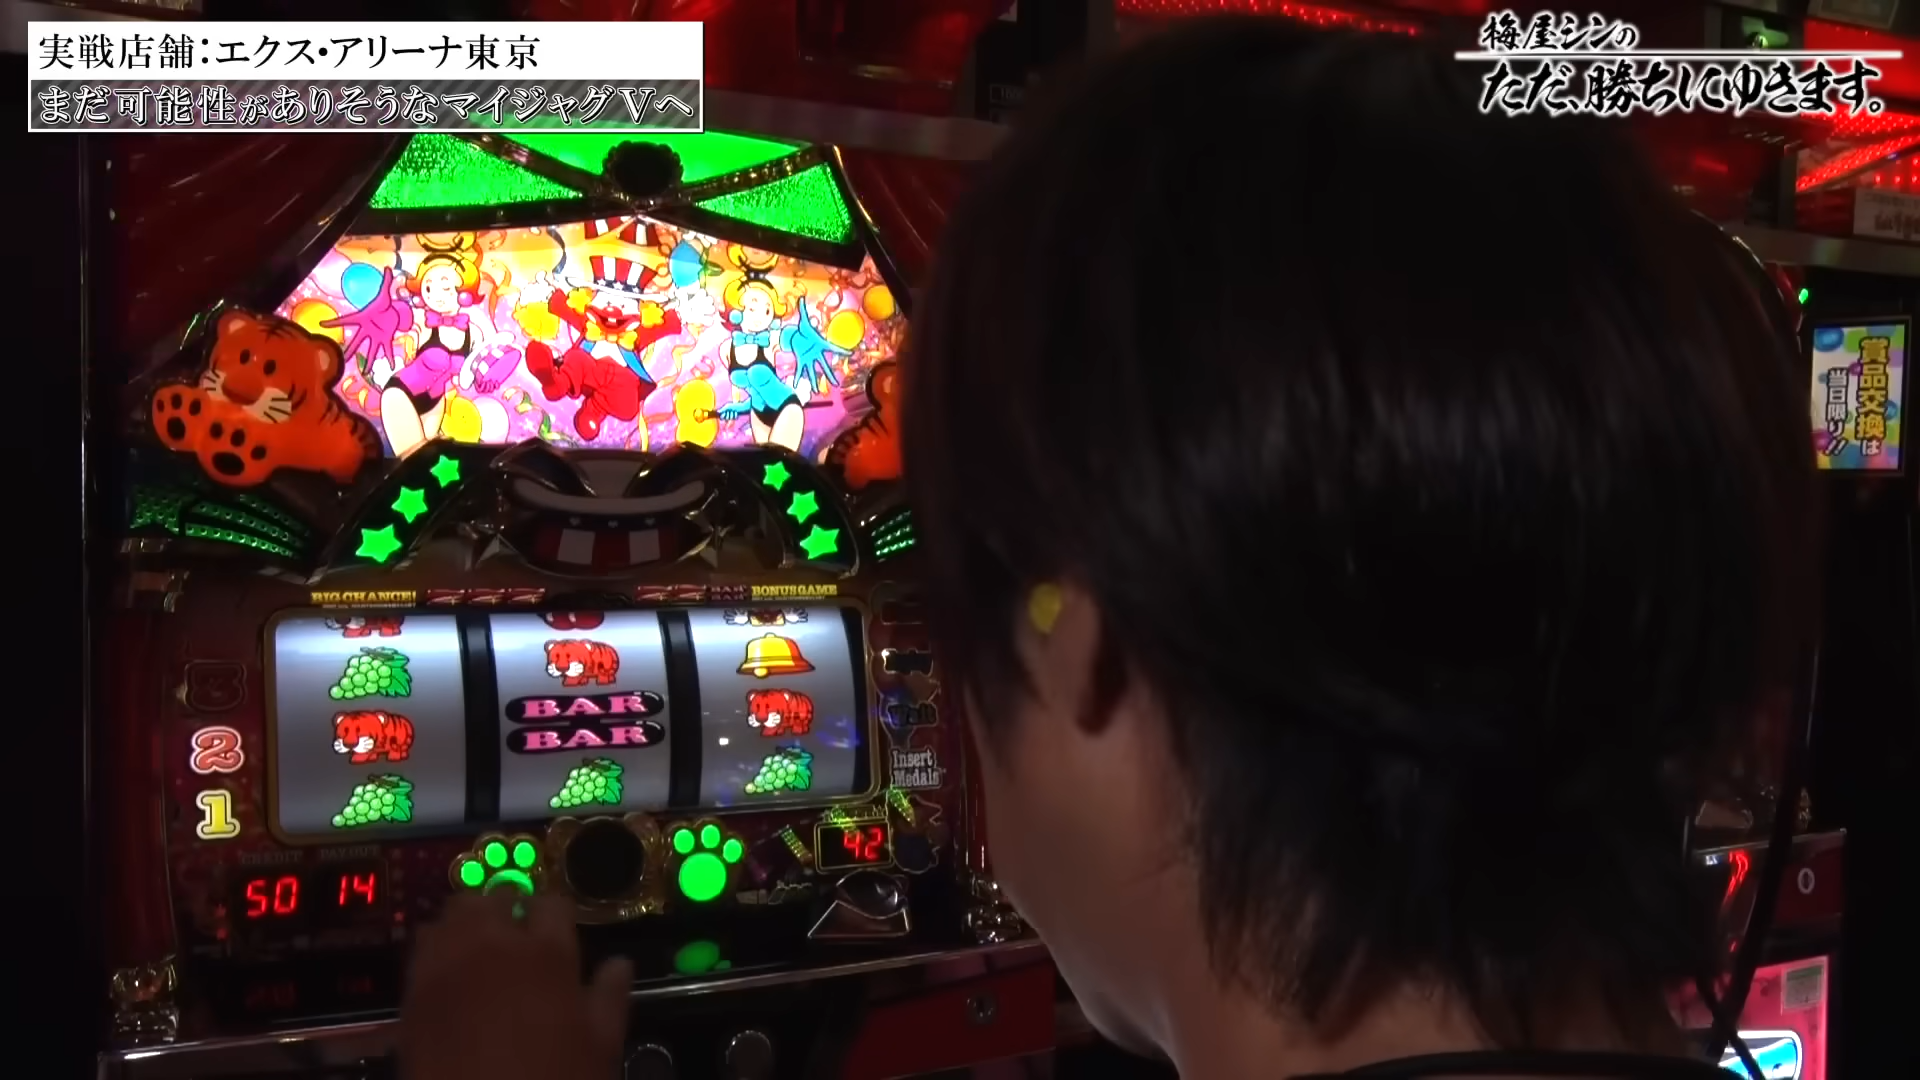 実戦店舗：エクス・アリーナ東京
まだ可能性がありそうなマイジャグⅤへ
梅屋シンの
ただ、勝ちにゆきます。
賞品交換は
当日限り!!
BIG CHANCE!
BONUS GAME
BAR
BAR
3
2
1
Insert
Medals
CREDIT
PAY OUT
50
14
42